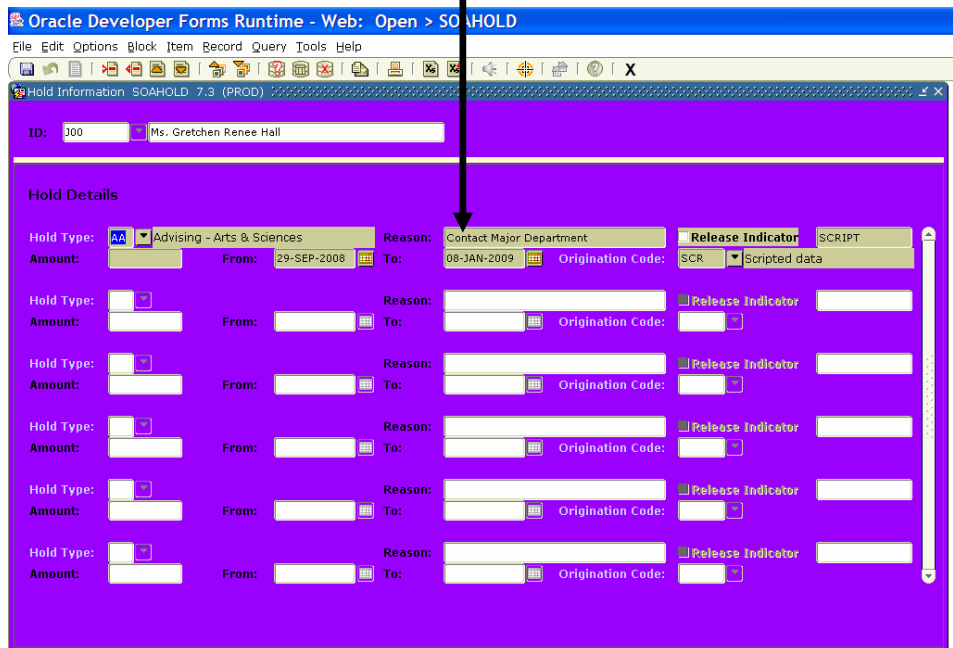 Oracle Developer Forms Runtime - Web: Open > SOAHOLD
File Edit Options Block Item Record Query Tools Help
Hold Information SOAHOLD 7.3 (PROD)
ID: J00 Ms. Gretchen Renee Hall
Hold Details
Hold Type: AA Advising - Arts & Sciences Reason: Contact Major Department Release Indicator SCRIPT
Amount: From: 29-SEP-2008 To: 08-JAN-2009 Origination Code: SCR Scripted data
Hold Type: Reason: Release Indicator
Amount: From: To: Origination Code:
Hold Type: Reason: Release Indicator
Amount: From: To: Origination Code:
Hold Type: Reason: Release Indicator
Amount: From: To: Origination Code:
Hold Type: Reason: Release Indicator
Amount: From: To: Origination Code:
Hold Type: Reason: Release Indicator
Amount: From: To: Origination Code: